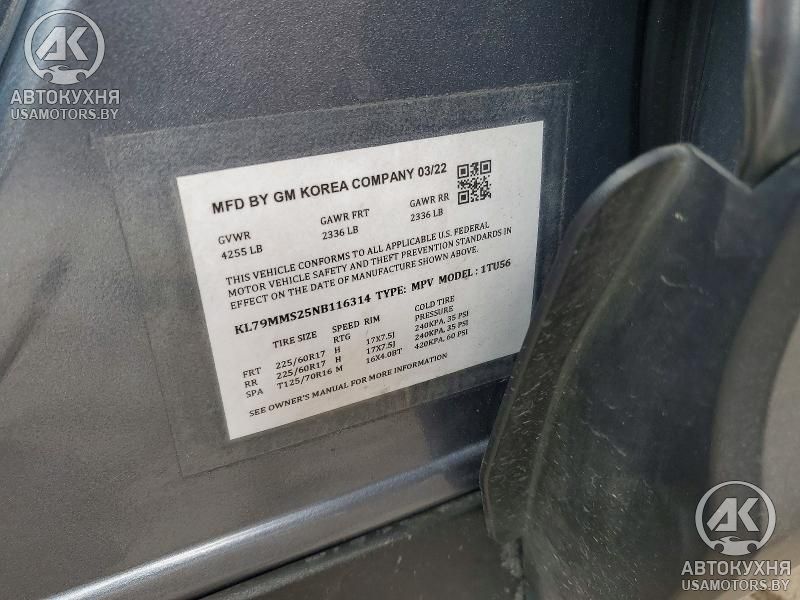 AK
АВТОКУХНЯ
USAMOTORS.BY
MFD BY GM KOREA COMPANY 03/22
GVWR GAWR FRT GAWR RR
4255 LB 2336 LB 2336 LB
THIS VEHICLE CONFORMS TO ALL APPLICABLE U.S. FEDERAL
MOTOR VEHICLE SAFETY AND THEFT PREVENTION STANDARDS IN
EFFECT ON THE DATE OF MANUFACTURE SHOWN ABOVE.
KL79MMS25NB116314 TYPE: MPV MODEL : 1TU56
TIRE SIZE SPEED RTG RIM COLD TIRE PRESSURE
FRT 225/60R17 H 17X7.5J 240KPA, 35 PSI
RR 225/60R17 H 17X7.5J 240KPA, 35 PSI
SPA T125/70R16 M 16X4.0BT 420KPA, 60 PSI
SEE OWNER'S MANUAL FOR MORE INFORMATION
AK
АВТОКУХНЯ
USAMOTORS.BY